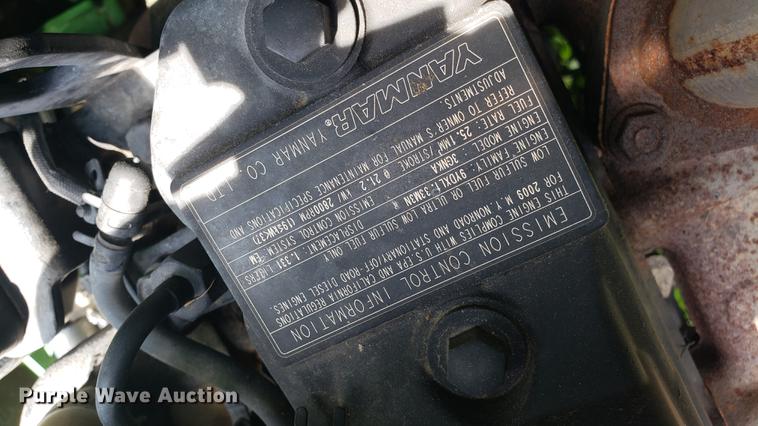 EMISSION CONTROL INFORMATION
THIS ENGINE COMPLIES WITH U.S.EPA AND CALIFORNIA REGULATIONS
FOR 2009 M.Y.NONROAD AND STATIONARY/OFF-ROAD DIESEL ENGINES.
LOW SULFUR FUEL OR ULTRA LOW SULFUR FUEL ONLY
ENGINE FAMILY: 9YDXL1.33M3N * EMISSION CONTROL SYSTEM:EM
ENGINE MODEL: 3GNKA DISPLACEMENT: 1.331 LITERS
FUEL RATE: 25.1MM³/STROKE @ 21.2 kW 2800RPM
REFER TO OWNER'S MANUAL FOR MAINTENANCE SPECIFICATIONS AND
ADJUSTMENTS.
YANMAR® YANMAR CO., LTD
Purple Wave Auction